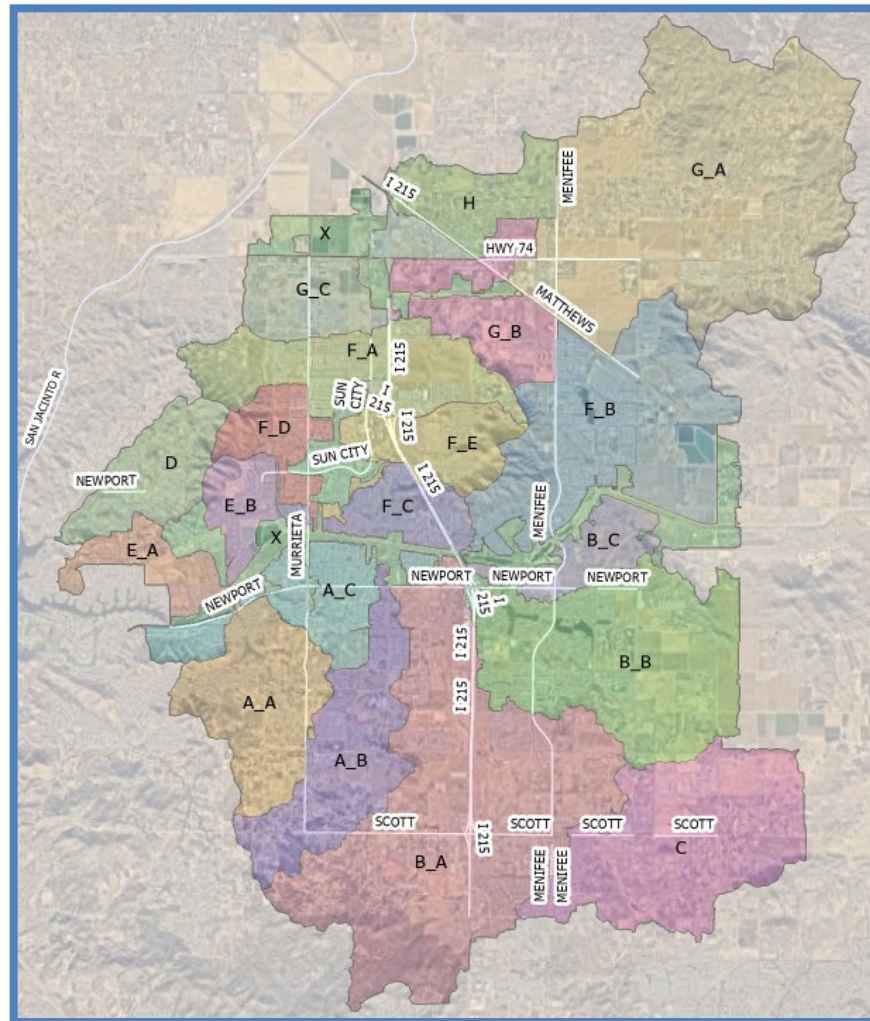 G_A
I 215
MENIFEE
H
X
HWY 74
G_C
MATTHEWS
G_B
F_A
I 215
SAN JACINTO R
SUN
CITY
I
215
F_B
I 215
F_D
F_E
SUN CITY
D
I 215
NEWPORT
E_B
F_C
MENIFEE
MURRIETA
X
B_C
E_A
NEWPORT
NEWPORT
NEWPORT
NEWPORT
A_C
I
215
I 215
B_B
I 215
A_A
A_B
SCOTT
SCOTT
SCOTT
SCOTT
I 215
C
B_A
MENIFEE
MENIFEE